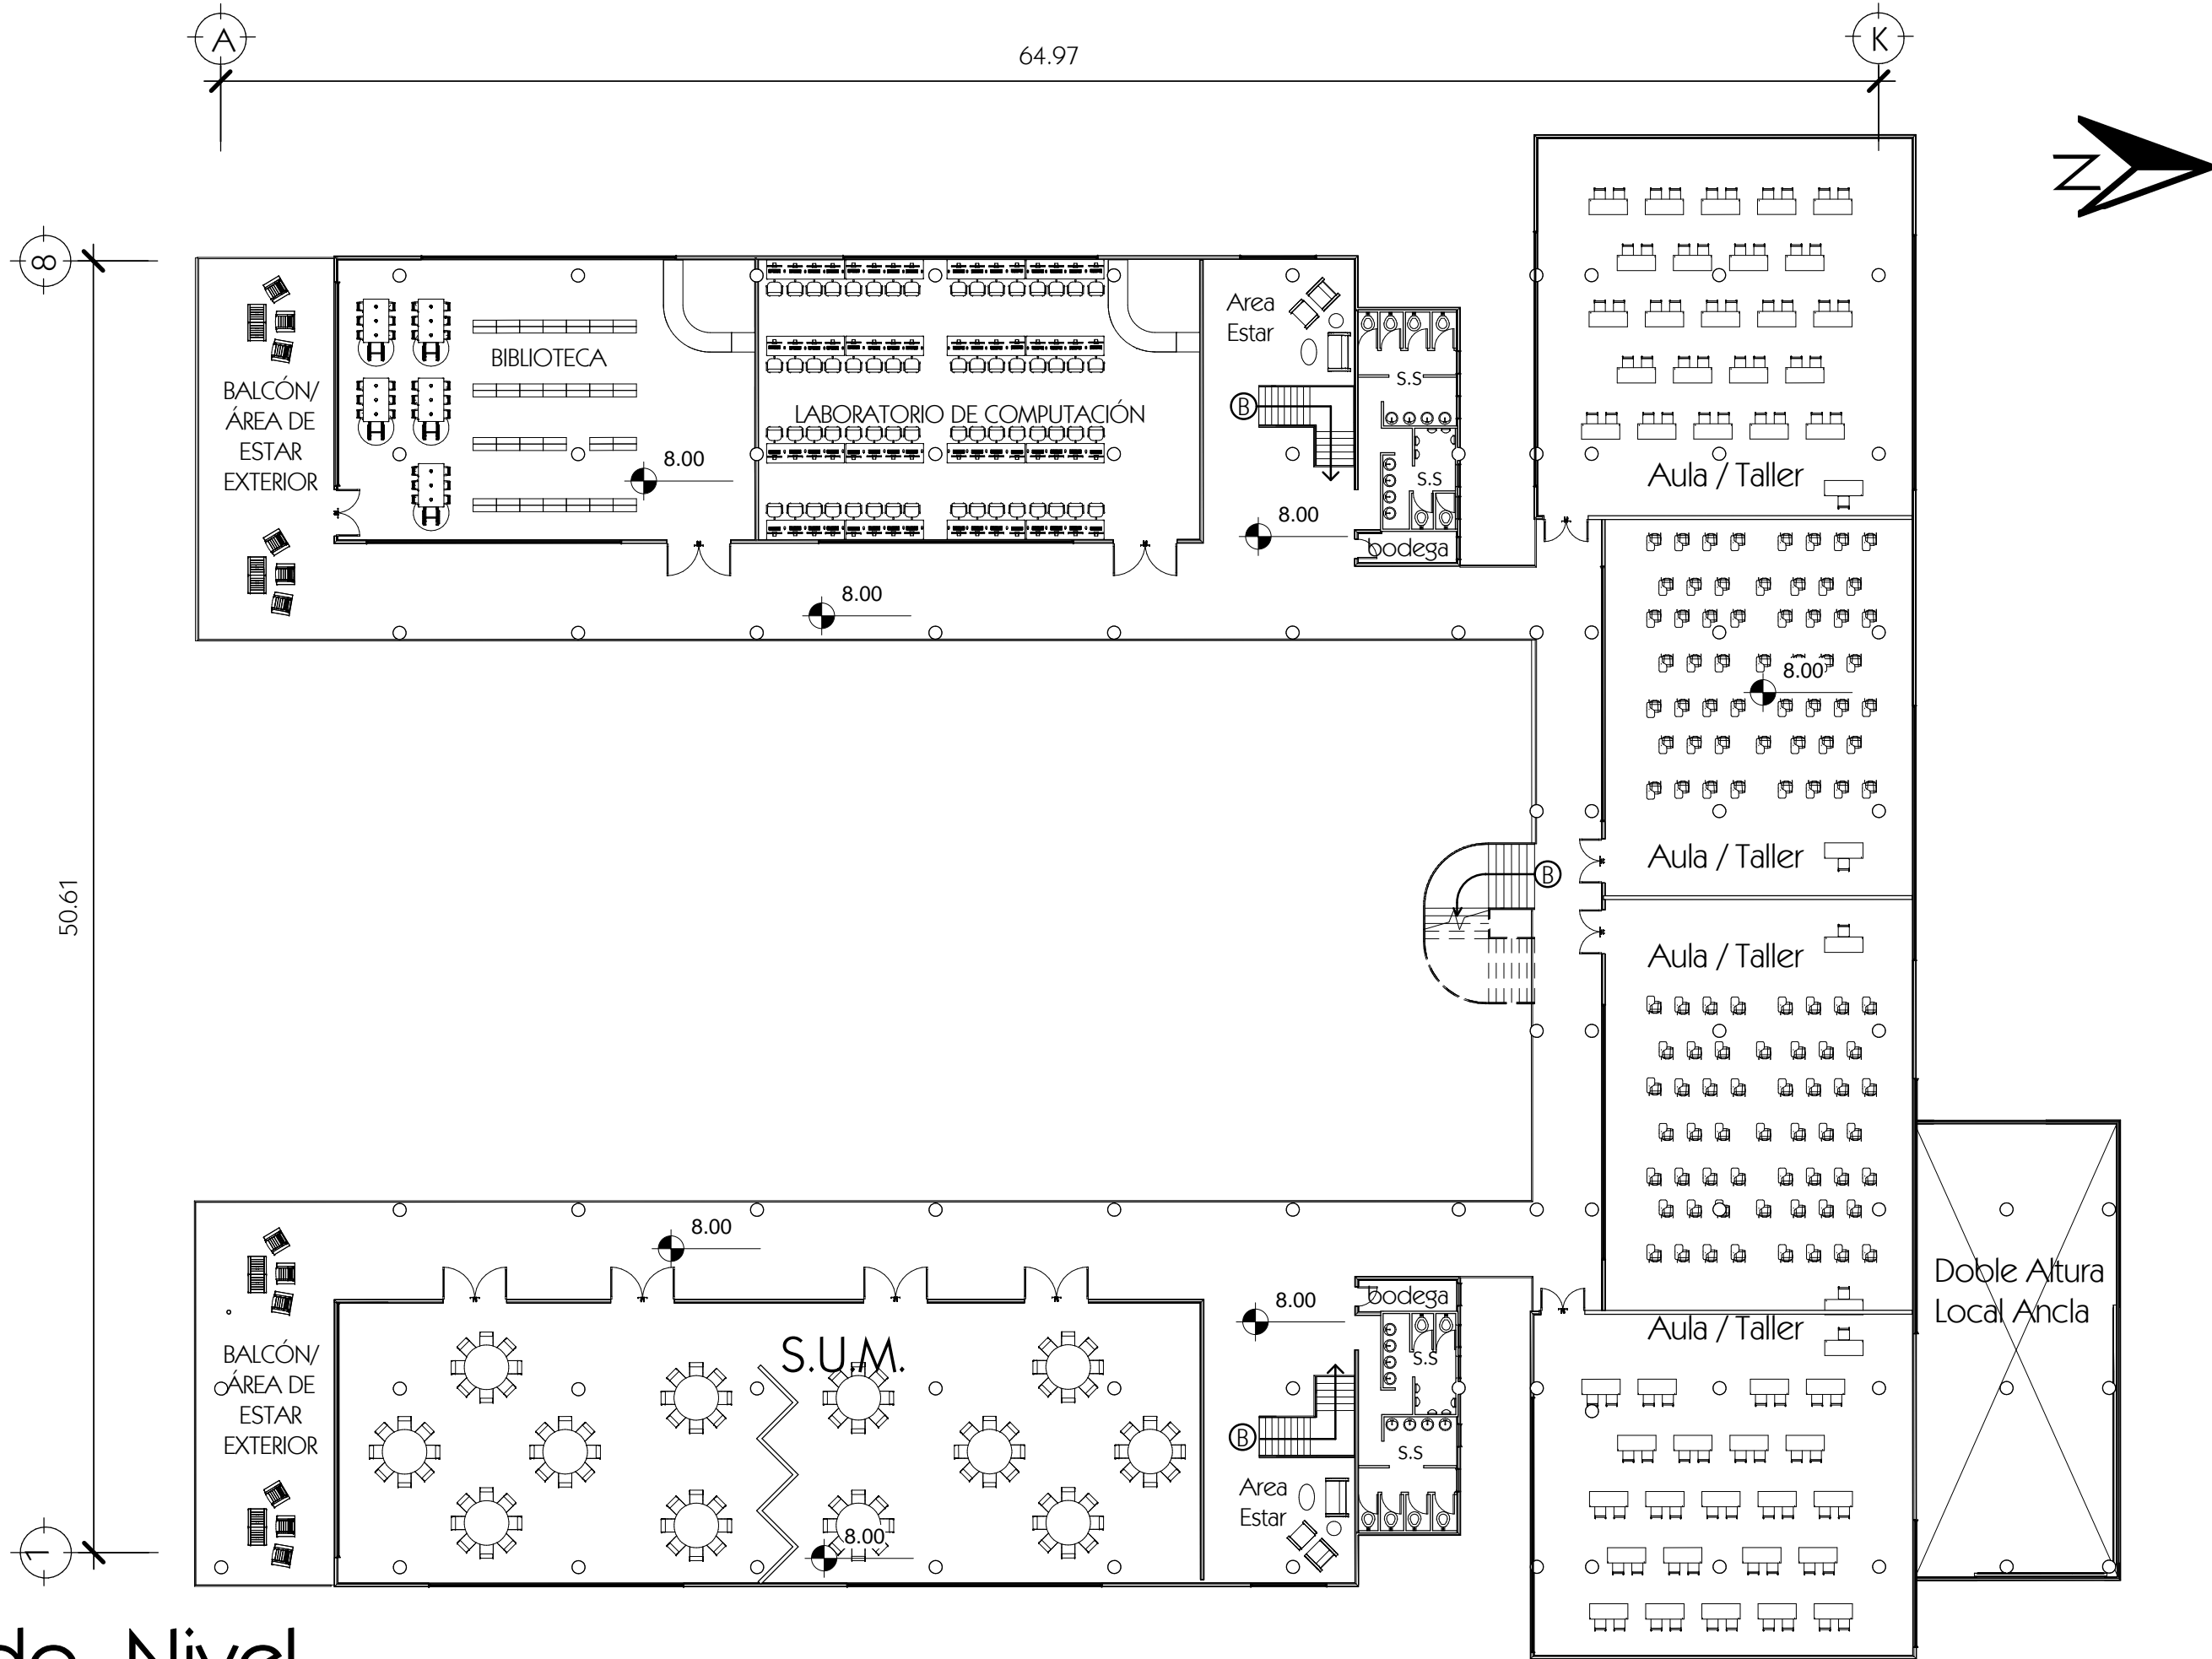 A
64.97
K
N
8
Area
Estar
BIBLIOTECA
S.S
BALCÓN/
ÁREA DE
ESTAR
EXTERIOR
B
LABORATORIO DE COMPUTACIÓN
8.00
S.S
Aula / Taller
8.00
bodega
8.00
8.00
Aula / Taller
B
50.61
Aula / Taller
8.00
8.00
bodega
Doble Altura
Local Ancla
Aula / Taller
S.U.M.
S.S
BALCÓN/
ÁREA DE
ESTAR
EXTERIOR
B
S.S
Area
Estar
8.00
1
do Nivel